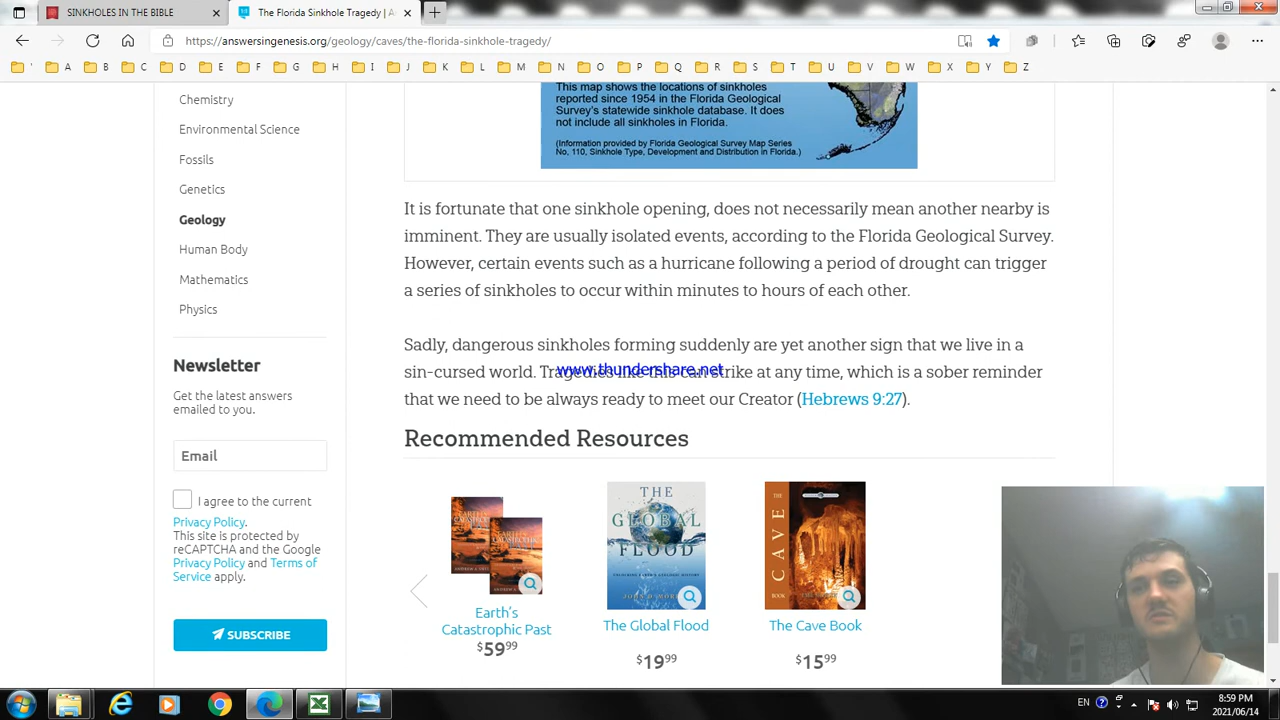 SINKHOLES IN THE BIBLE
The Florida Sinkhole Tragedy | A
https://answersingenesis.org/geology/caves/the-florida-sinkhole-tragedy/
' A B C D E F G H I J K L M N O P Q R S T U V W X Y Z
Chemistry
Environmental Science
Fossils
Genetics
Geology
Human Body
Mathematics
Physics
Newsletter
Get the latest answers
emailed to you.
Email
I agree to the current
Privacy Policy.
This site is protected by
reCAPTCHA and the Google
Privacy Policy and Terms of
Service apply.
SUBSCRIBE
This map shows the locations of sinkholes
reported since 1954 in the Florida Geological
Survey's statewide sinkhole database. It does
not include all sinkholes in Florida.
(Information provided by Florida Geological Survey Map Series
No, 110, Sinkhole Type, Development and Distribution in Florida.)
It is fortunate that one sinkhole opening, does not necessarily mean another nearby is
imminent. They are usually isolated events, according to the Florida Geological Survey.
However, certain events such as a hurricane following a period of drought can trigger
a series of sinkholes to occur within minutes to hours of each other.
Sadly, dangerous sinkholes forming suddenly are yet another sign that we live in a
www.thundershare.net
sin-cursed world. Tragedies like this can strike at any time, which is a sober reminder
that we need to be always ready to meet our Creator (Hebrews 9:27).
Recommended Resources
THE
GLOBAL
FLOOD
THE
CAVE
BOOK
Earth's
Catastrophic Past
$59.99
The Global Flood
$19.99
The Cave Book
$15.99
EN
8:59 PM
2021/06/14